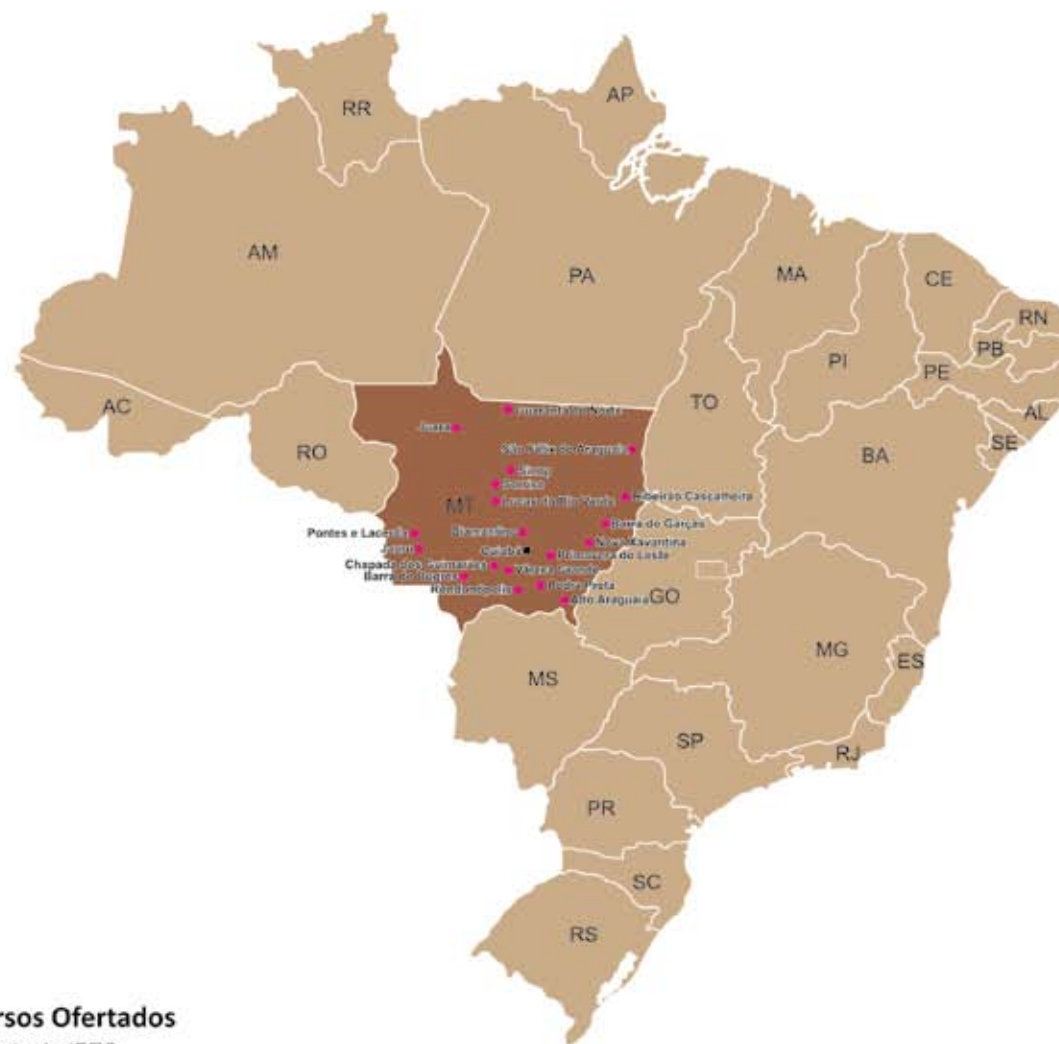 RR
AP
AM
PA
MA
CE
RN
PB
PI
PE
AC
TO
AL
SE
RO
BA
Guarantã do Norte
Juara
São Félix do Araguaia
Sinop
Sorriso
Ribeirão Cascalheira
Lucas do Rio Verde
MT
Barra do Garças
Pontes e Lacerda
Diamantino
Nova Xavantina
Jauru
Cuiabá
Primavera do Leste
Chapada dos Guimarães
Várzea Grande
Barra do Bugres
Pedra Preta
Rondonópolis
Alto Araguaia
GO
MG
ES
MS
SP
RJ
PR
SC
RS
rsos Ofertados